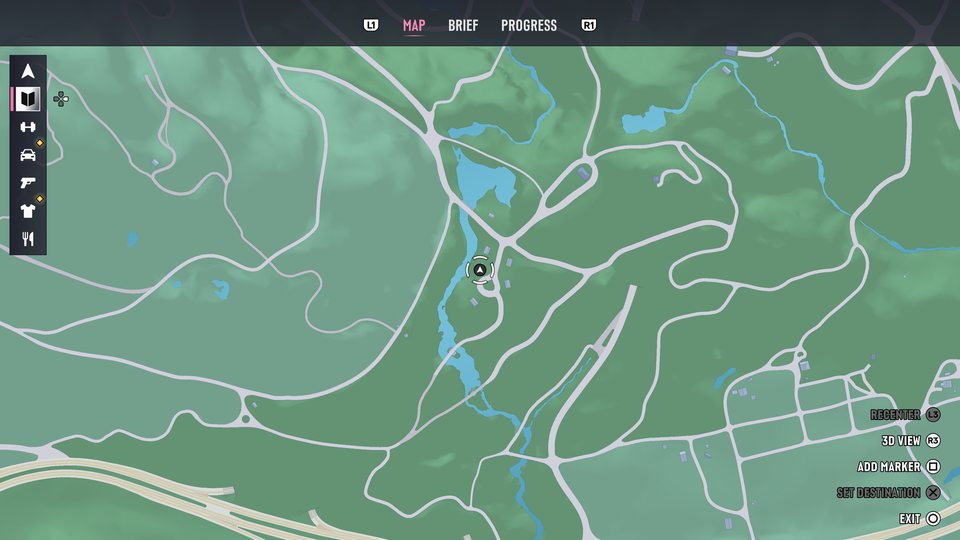 L1 MAP BRIEF PROGRESS R1
RECENTER L3
3D VIEW R3
ADD MARKER
SET DESTINATION
EXIT